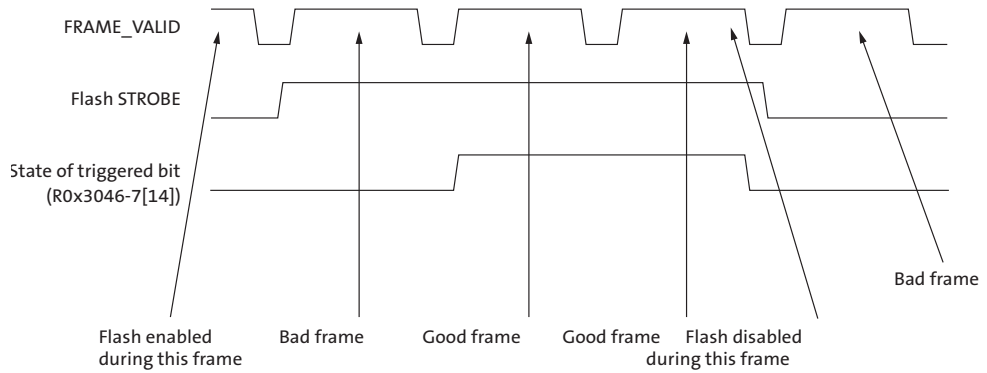 FRAME_VALID
Flash STROBE
State of triggered bit
(R0x3046-7[14])
Bad frame
Flash enabled
during this frame
Bad frame
Good frame
Good frame
Flash disabled
during this frame